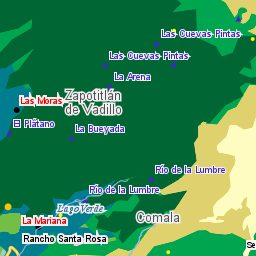 Las Cuevas Pintas
Las Cuevas Pintas
La Arena
Zapotitlán
de Vadillo
Las Moras
El Plátano
La Bueyada
Río de la Lumbre
Río de la Lumbre
Lago Verde
La Mariana
Comala
Rancho Santa Rosa
Se